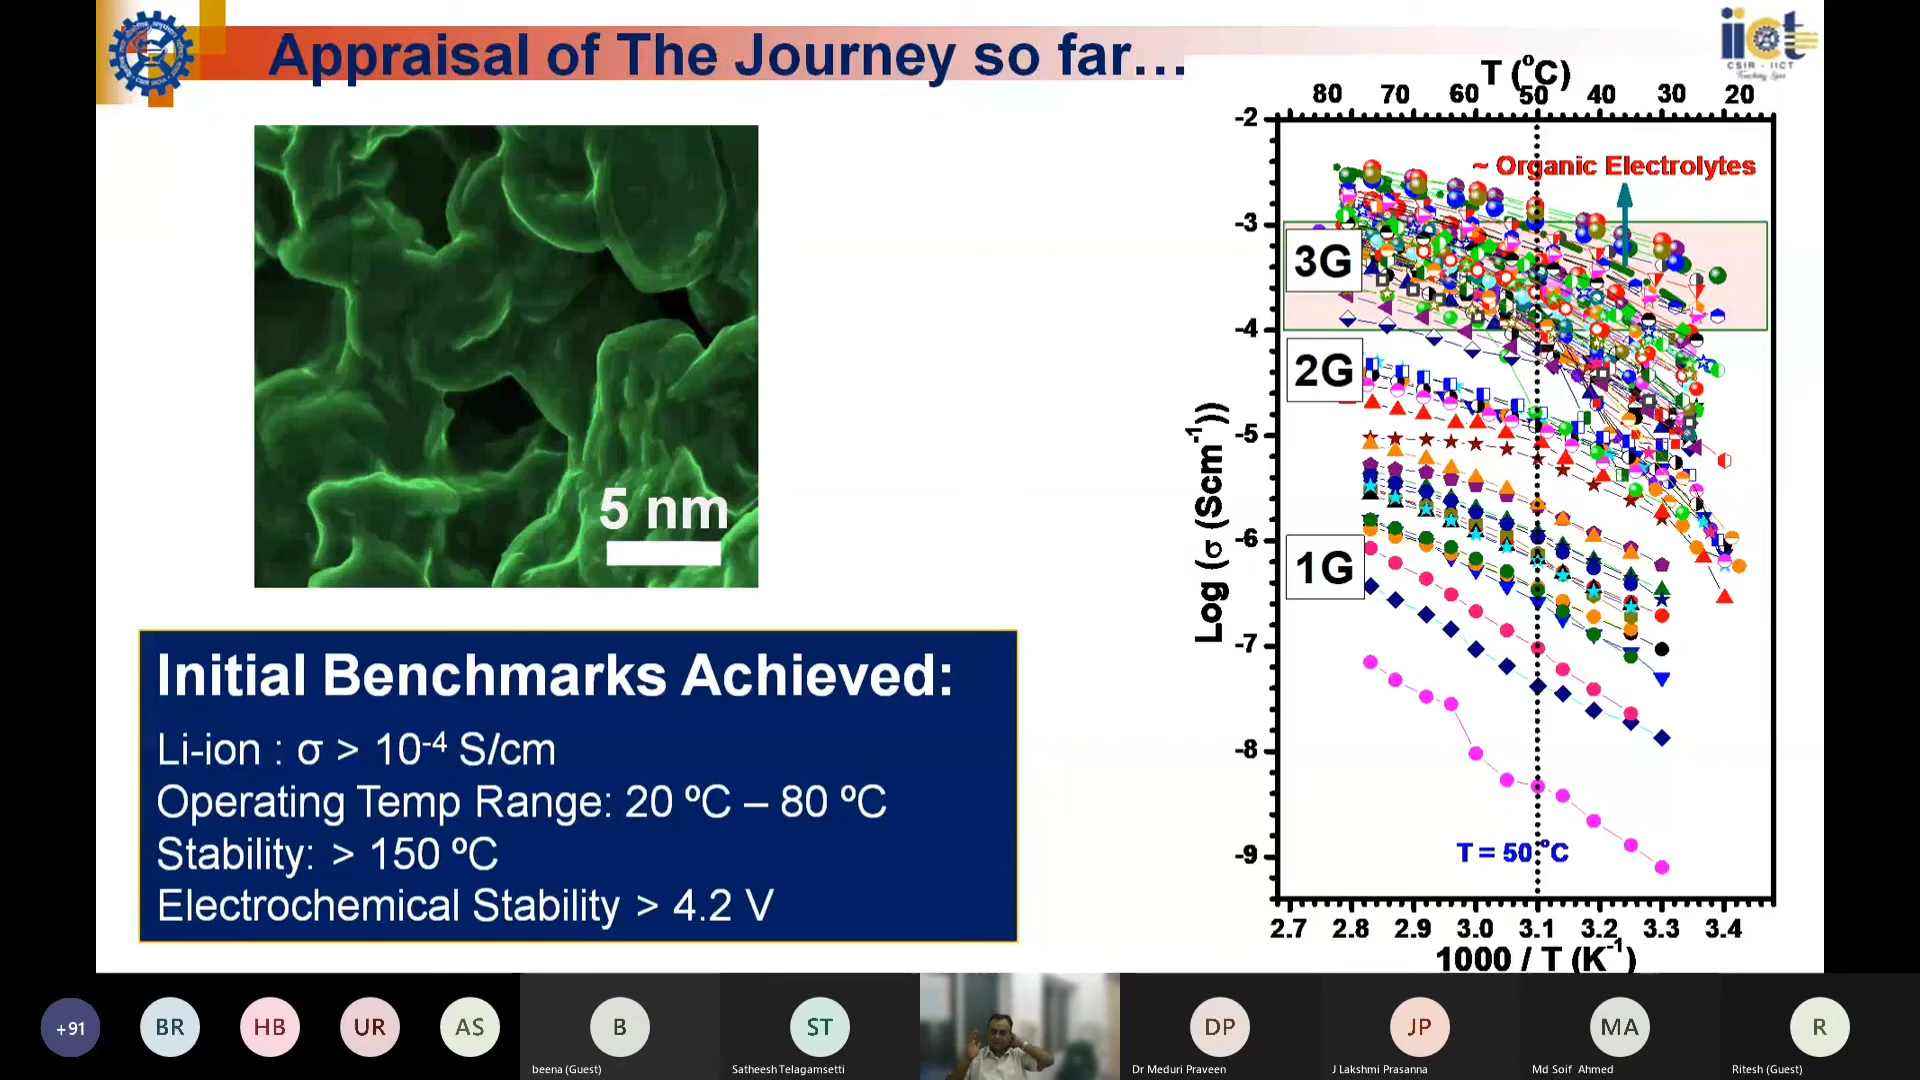 Appraisal of The Journey so far…
iict
CSIR - IICT
Touching Lives
5 nm
Initial Benchmarks Achieved:
Li-ion : σ > 10⁻⁴ S/cm
Operating Temp Range: 20 ºC – 80 ºC
Stability: > 150 ºC
Electrochemical Stability > 4.2 V
T (°C)
80 70 60 50 40 30 20
~ Organic Electrolytes
3G
2G
1G
-2
-3
-4
-5
-6
-7
-8
-9
Log (σ (Scm⁻¹))
T = 50 °C
2.7 2.8 2.9 3.0 3.1 3.2 3.3 3.4
1000 / T (K⁻¹)
+91
BR
HB
UR
AS
B
beena (Guest)
ST
Satheesh Telagamsetti
DP
Dr Meduri Praveen
JP
J Lakshmi Prasanna
MA
Md Soif Ahmed
R
Ritesh (Guest)